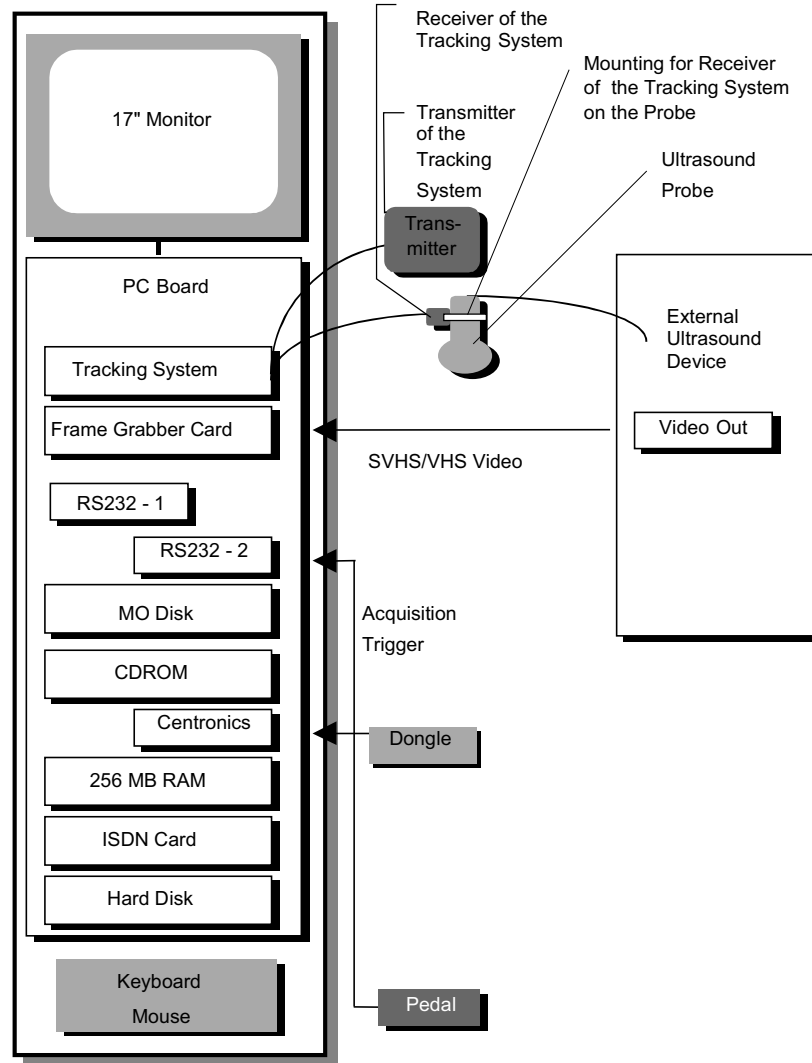 Receiver of the
Tracking System
Mounting for Receiver
of the Tracking System
on the Probe
17" Monitor
Transmitter
of the
Tracking
System
Ultrasound
Probe
Trans-
mitter
PC Board
External
Ultrasound
Device
Tracking System
Frame Grabber Card
Video Out
SVHS/VHS Video
RS232 - 1
RS232 - 2
MO Disk
Acquisition
Trigger
CDROM
Centronics
Dongle
256 MB RAM
ISDN Card
Hard Disk
Keyboard
Mouse
Pedal